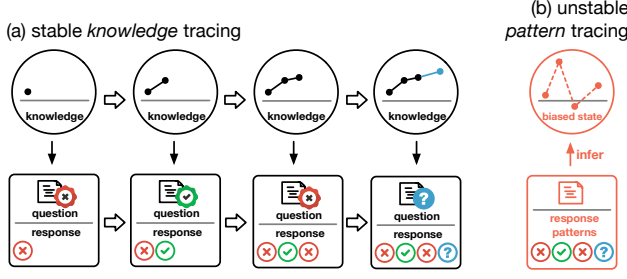 (a) stable knowledge tracing
(b) unstable
pattern tracing
knowledge
knowledge
knowledge
knowledge
biased state
infer
question
response
question
response
question
response
?
question
response
response
patterns
?
?